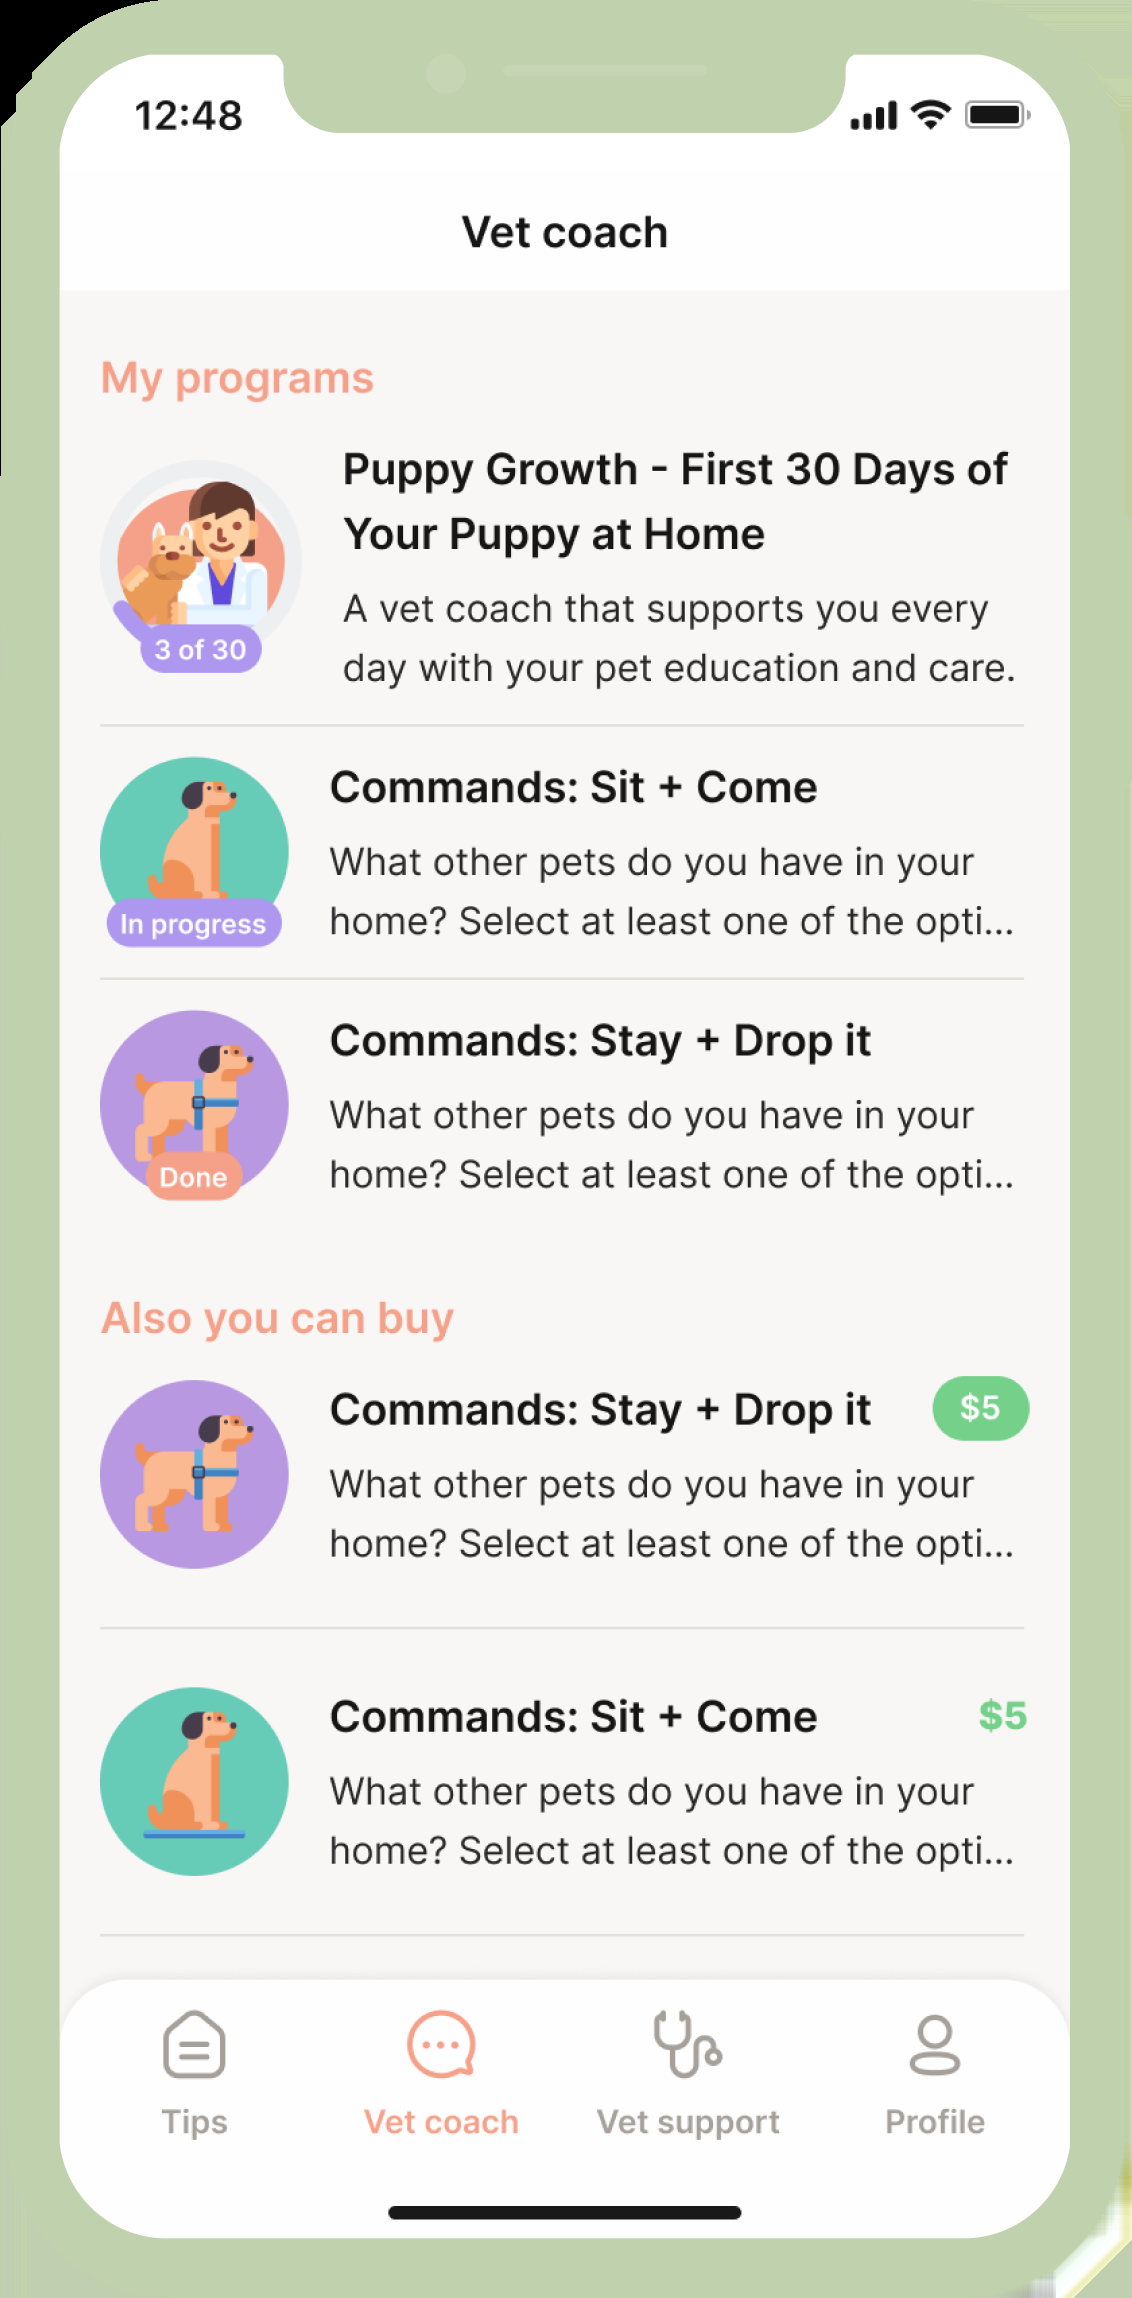 12:48
Vet coach
My programs
Puppy Growth - First 30 Days of
Your Puppy at Home
A vet coach that supports you every
day with your pet education and care.
3 of 30
Commands: Sit + Come
What other pets do you have in your
home? Select at least one of the opti...
In progress
Commands: Stay + Drop it
What other pets do you have in your
home? Select at least one of the opti...
Done
Also you can buy
Commands: Stay + Drop it
$5
What other pets do you have in your
home? Select at least one of the opti...
Commands: Sit + Come
$5
What other pets do you have in your
home? Select at least one of the opti...
Tips
Vet coach
Vet support
Profile